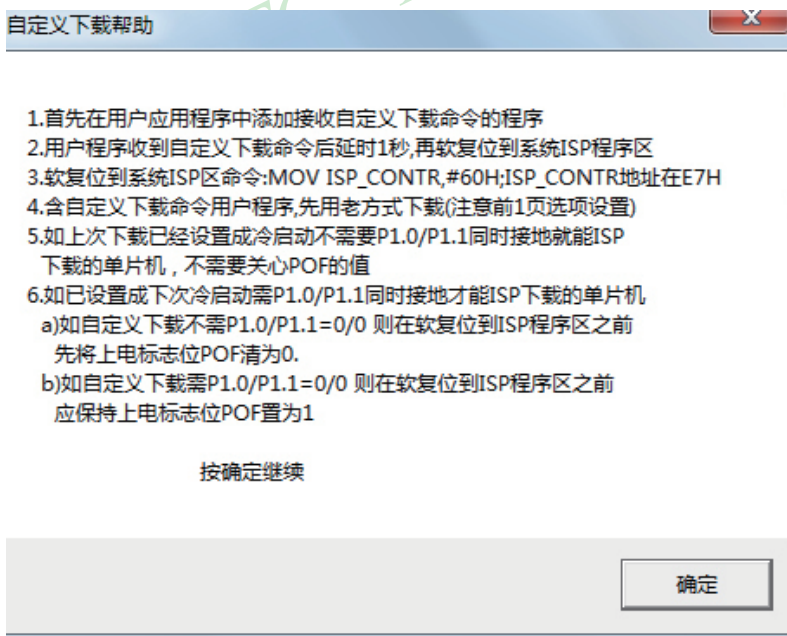 自定义下载帮助
1.首先在用户应用程序中添加接收自定义下载命令的程序
2.用户程序收到自定义下载命令后延时1秒,再软复位到系统ISP程序区
3.软复位到系统ISP区命令:MOV ISP_CONTR,#60H;ISP_CONTR地址在E7H
4.含自定义下载命令用户程序,先用老方式下载(注意前1页选项设置)
5.如上次下载已经设置成冷启动不需要P1.0/P1.1同时接地就能ISP
下载的单片机，不需要关心POF的值
6.如已设置成下次冷启动需P1.0/P1.1同时接地才能ISP下载的单片机
a)如自定义下载不需P1.0/P1.1=0/0 则在软复位到ISP程序区之前
先将上电标志位POF清为0.
b)如自定义下载需P1.0/P1.1=0/0 则在软复位到ISP程序区之前
应保持上电标志位POF置为1
按确定继续
确定